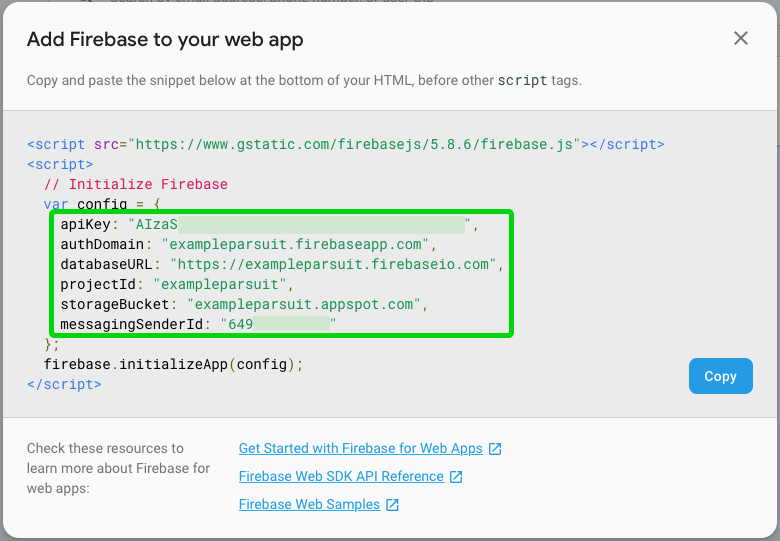 Add Firebase to your web app
Copy and paste the snippet below at the bottom of your HTML, before other script tags.
<script src="https://www.gstatic.com/firebasejs/5.8.6/firebase.js"></script>
<script>
// Initialize Firebase
var config = {
apiKey: "AIzaS",
authDomain: "exampleparsuit.firebaseapp.com",
databaseURL: "https://exampleparsuit.firebaseio.com",
projectId: "exampleparsuit",
storageBucket: "exampleparsuit.appspot.com",
messagingSenderId: "649"
};
firebase.initializeApp(config);
</script>
Copy
Check these resources to
learn more about Firebase for
web apps:
Get Started with Firebase for Web Apps
Firebase Web SDK API Reference
Firebase Web Samples